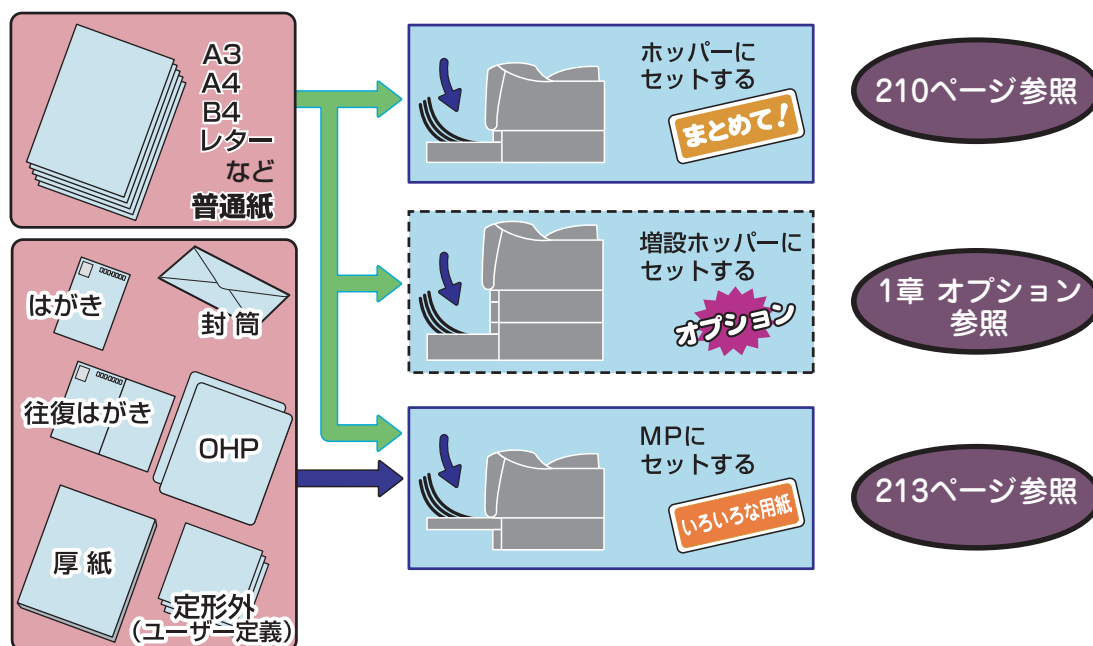 A3
A4
B4
レター
など
普通紙
はがき
封筒
往復はがき
OHP
厚紙
定形外
（ユーザー定義）
ホッパーに
セットする
まとめて！
210ページ参照
増設ホッパーに
セットする
オプション
1章 オプション
参照
MPに
セットする
いろいろな用紙
213ページ参照